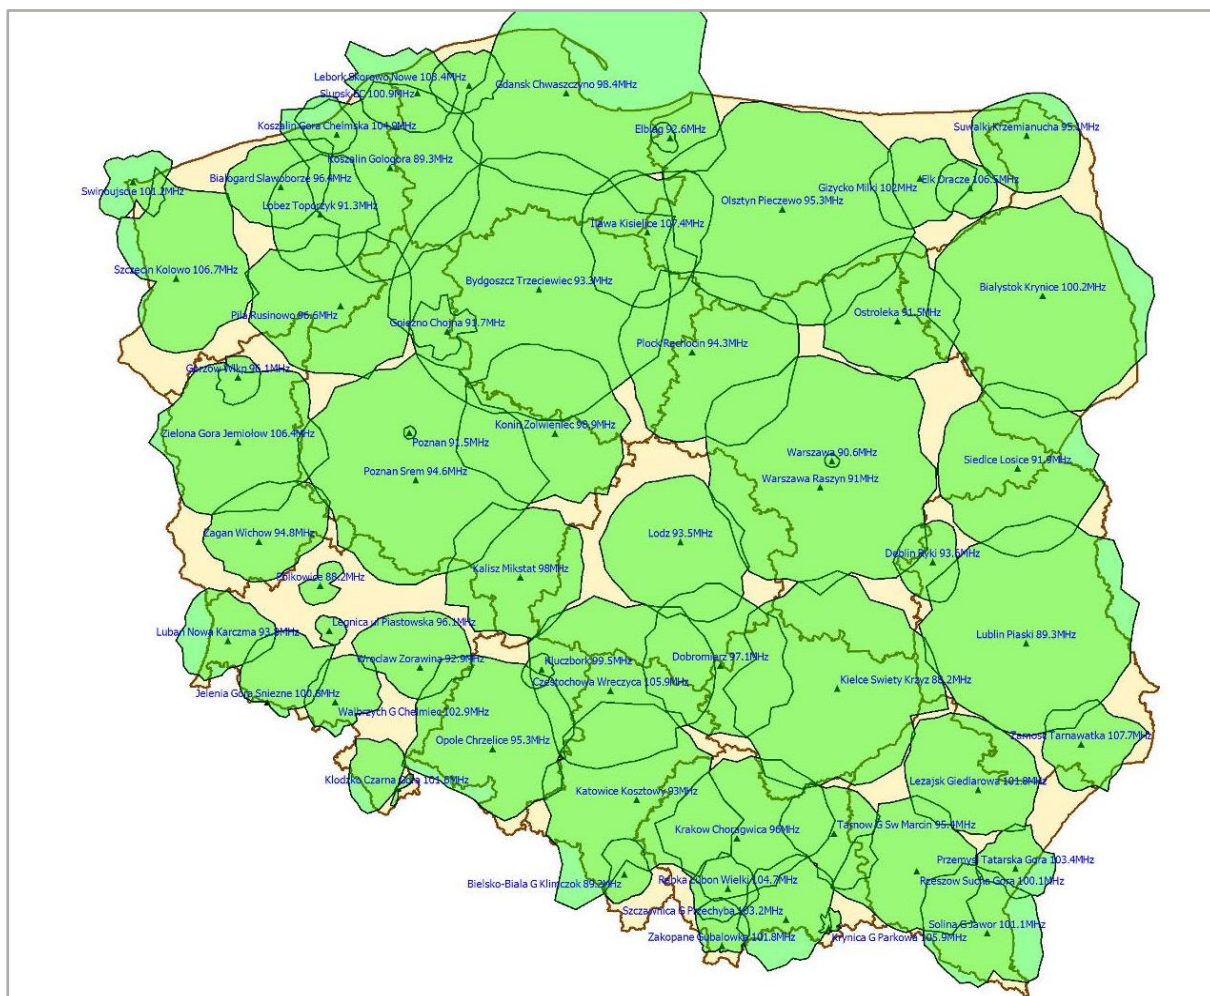 Lebork Skorowo Nowe 103.4MHz
Gdansk Chwaszczyno 98.4MHz
Slupsk EC 100.9MHz
Koszalin Gora Chelmska 104.9MHz
Elblag 92.6MHz
Suwalki Krzemianucha 95.1MHz
Koszalin Gologora 89.3MHz
Bialogard Slawoborze 96.4MHz
Elk Oracze 106.5MHz
Swinoujscie 101.2MHz
Gizycko Milki 102MHz
Olsztyn Pieczewo 95.3MHz
Lobez Toporzyk 91.3MHz
Ilawa Kisielice 107.4MHz
Szczecin Kolowo 106.7MHz
Bydgoszcz Trzeciewiec 93.3MHz
Bialystok Krynice 100.2MHz
Pila Rusinowo 96.6MHz
Ostroleka 91.5MHz
Gniezno Chojna 91.7MHz
Plock Rachocin 94.3MHz
Gorzow Wlkp 96.1MHz
Zielona Gora Jemiołow 106.4MHz
Konin Zolwieniec 98.9MHz
Poznan 91.5MHz
Warszawa 90.6MHz
Siedlce Losice 91.9MHz
Poznan Srem 94.6MHz
Warszawa Raszyn 91MHz
Zagan Wichow 94.8MHz
Lodz 93.5MHz
Deblin Ryki 93.6MHz
Kalisz Mikstat 98MHz
Polkowice 88.2MHz
Legnica ul Piastowska 96.1MHz
Luban Nowa Karczma 93.9MHz
Lublin Piaski 89.3MHz
Wroclaw Zorawina 92.9MHz
Kluczbork 99.5MHz
Dobromierz 97.1MHz
Czestochowa Wreczyca 105.9MHz
Kielce Swiety Krzyz 88.2MHz
Jelenia Gora Sniezne 100.8MHz
Walbrzych G Chelmiec 102.9MHz
Zamosc Tarnawatka 107.7MHz
Opole Chrzelice 95.3MHz
Klodzko Czarna Gora 101.6MHz
Lezajsk Giedlarowa 101.8MHz
Katowice Kosztowy 93MHz
Krakow Choragwica 96MHz
Tarnow G Sw Marcin 95.4MHz
Przemysl Tatarska Gora 103.4MHz
Bielsko-Biala G Klimczok 89.2MHz
Rabka Lubon Wielki 104.7MHz
Rzeszow Sucha Gora 100.1MHz
Szczawnica G Przechyba 103.2MHz
Solina G Jawor 101.1MHz
Zakopane Gubalowka 101.8MHz
Krynica G Parkowa 105.9MHz